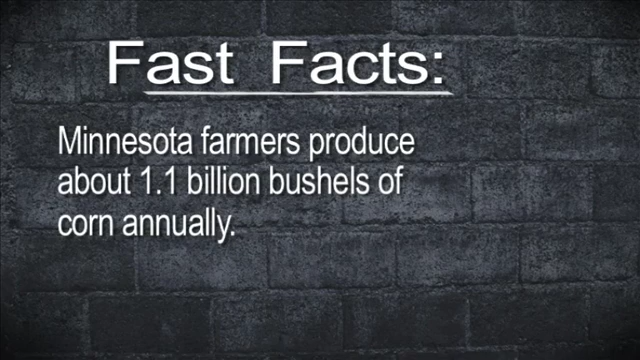 Fast Facts:
Minnesota farmers produce
about 1.1 billion bushels of
corn annually.